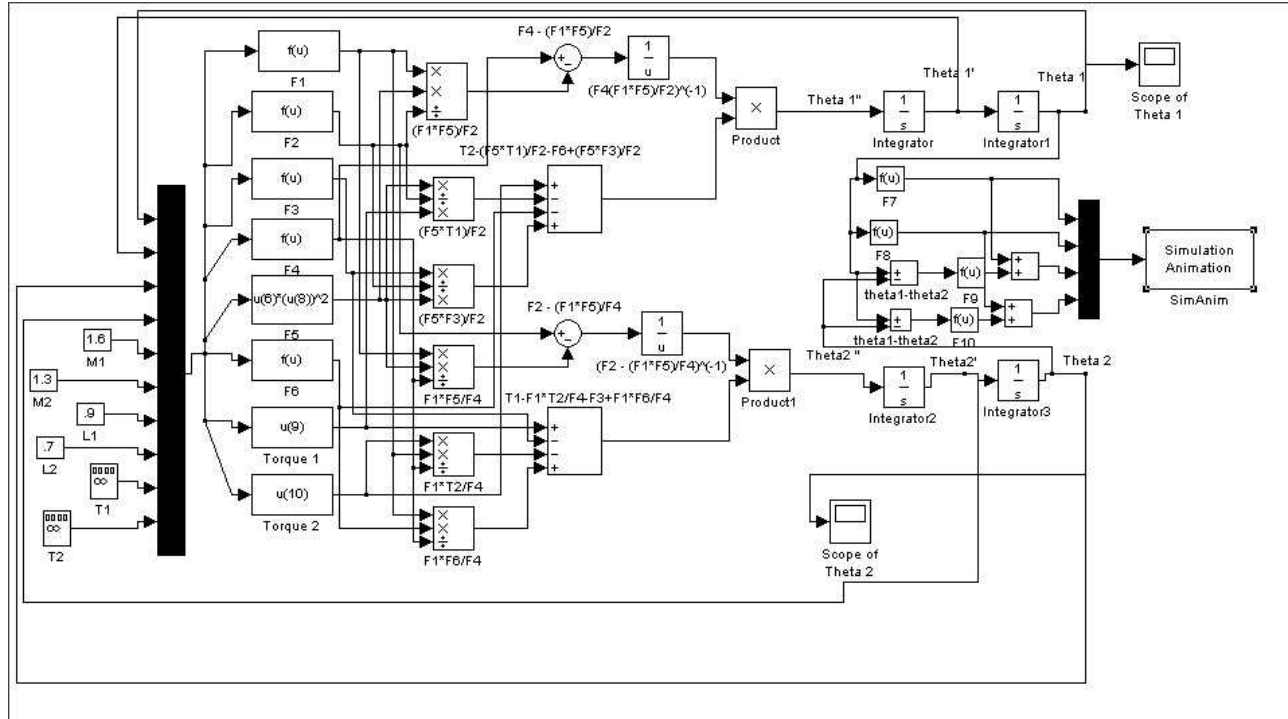 f(u)
F1
f(u)
F2
f(u)
F3
f(u)
F4
u(6)*(u(8))^2
F5
f(u)
F6
u(9)
Torque 1
u(10)
Torque 2
1.6
M1
1.3
M2
.9
L1
.7
L2
T1
T2
×
×
÷
(F1*F5)/F2
×
÷
×
(F5*T1)/F2
×
÷
×
(F5*F3)/F2
×
×
÷
F1*F5/F4
×
×
÷
F1*T2/F4
×
×
÷
F1*F6/F4
F4 - (F1*F5)/F2
+
−
1
u
(F4(F1*F5)/F2)^(-1)
T2-(F5*T1)/F2-F6+(F5*F3)/F2
+
−
−
+
F2 - (F1*F5)/F4
+
−
1
u
(F2 - (F1*F5)/F4)^(-1)
T1-F1*T2/F4-F3+F1*F6/F4
+
−
−
+
×
Product
×
Product1
Theta 1''
1
s
Integrator
Theta 1'
1
s
Integrator1
Theta 1
Scope of
Theta 1
f(u)
F7
f(u)
F8
±
theta1-theta2
f(u)
F9
+
+
±
theta1-theta2
f(u)
F10
+
+
Simulation
Animation
SimAnim
Theta2 ''
1
s
Integrator2
Theta2'
1
s
Integrator3
Theta 2
Scope of
Theta 2